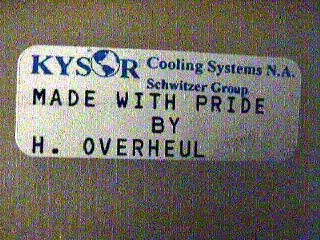 KYSOR Cooling Systems N.A.
Schwitzer Group
MADE WITH PRIDE
BY
H. OVERHEUL